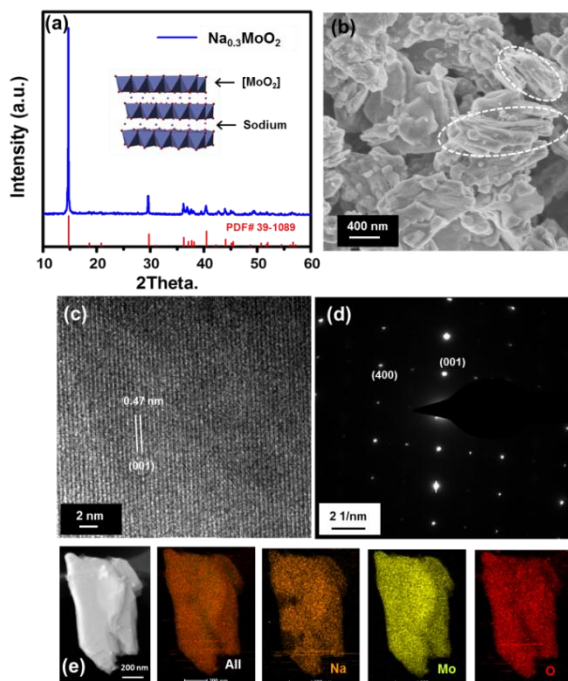 (a)
Na0.3MoO2
[MoO2]
Sodium
Intensity (a.u.)
PDF# 39-1089
10 20 30 40 50 60
2Theta.
(b)
400 nm
(c)
0.47 nm
(001)
2 nm
(d)
(001)
(400)
2 1/nm
(e)
200 nm
All
Na
Mo
O